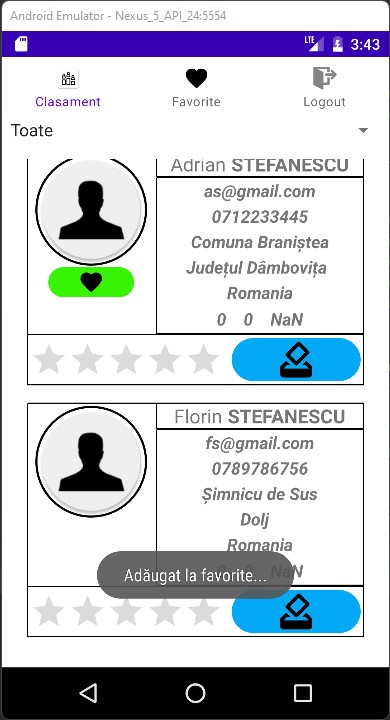 Android Emulator - Nexus_5_API_24:5554
LTE 3:43
Clasament Favorite Logout
Toate
Adrian STEFANESCU
as@gmail.com
0712233445
Comuna Braniștea
Județul Dâmbovița
Romania
0 0 NaN
Florin STEFANESCU
fs@gmail.com
0789786756
Șimnicu de Sus
Dolj
Romania
0 0 NaN
Adăugat la favorite...